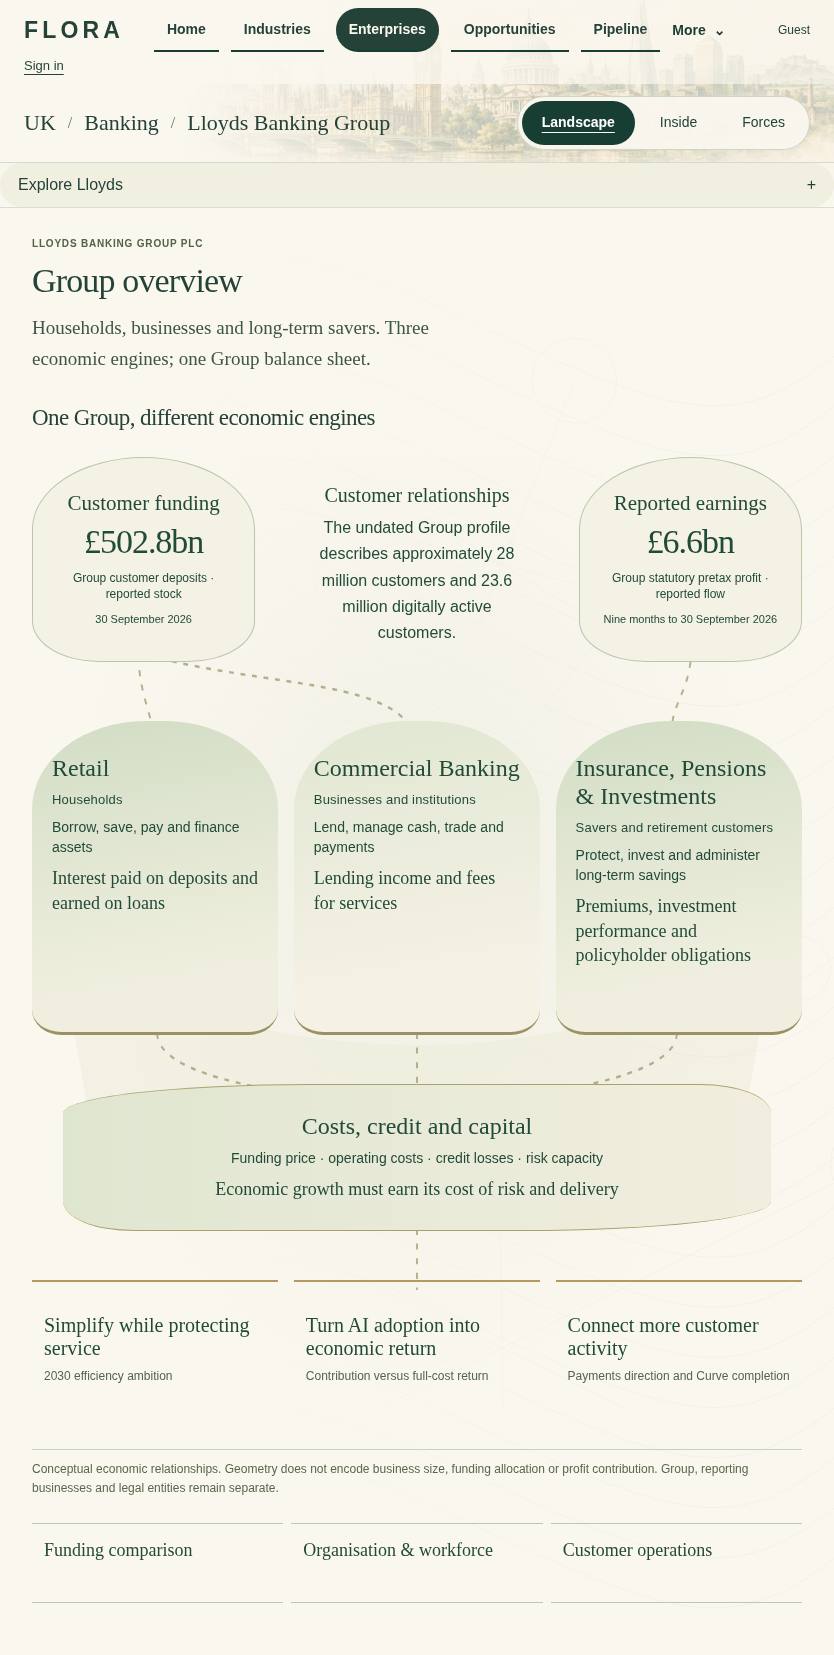 FLORA
Home
Industries
Enterprises
Opportunities
Pipeline
More ⌄
Guest
Sign in
UK / Banking / Lloyds Banking Group
Landscape
Inside
Forces
Explore Lloyds +
LLOYDS BANKING GROUP PLC
Group overview
Households, businesses and long-term savers. Three
economic engines; one Group balance sheet.
One Group, different economic engines
Customer funding
£502.8bn
Group customer deposits ·
reported stock
30 September 2026
Customer relationships
The undated Group profile
describes approximately 28
million customers and 23.6
million digitally active
customers.
Reported earnings
£6.6bn
Group statutory pretax profit ·
reported flow
Nine months to 30 September 2026
Retail
Households
Borrow, save, pay and finance
assets
Interest paid on deposits and
earned on loans
Commercial Banking
Businesses and institutions
Lend, manage cash, trade and
payments
Lending income and fees
for services
Insurance, Pensions
& Investments
Savers and retirement customers
Protect, invest and administer
long-term savings
Premiums, investment
performance and
policyholder obligations
Costs, credit and capital
Funding price · operating costs · credit losses · risk capacity
Economic growth must earn its cost of risk and delivery
Simplify while protecting
service
2030 efficiency ambition
Turn AI adoption into
economic return
Contribution versus full-cost return
Connect more customer
activity
Payments direction and Curve completion
Conceptual economic relationships. Geometry does not encode business size, funding allocation or profit contribution. Group, reporting
businesses and legal entities remain separate.
Funding comparison
Organisation & workforce
Customer operations